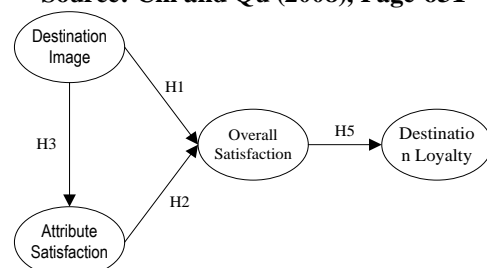 Source: Chi and Qu (2008), Page 631
Destination
Image
H1
H3
Overall
Satisfaction
H5
Destinatio
n Loyalty
H2
Attribute
Satisfaction